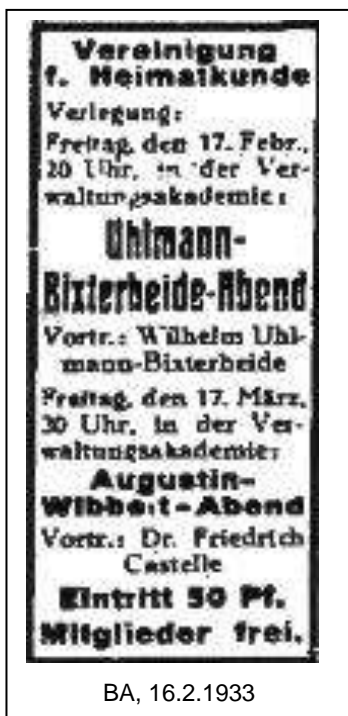 Vereinigung
f. Heimatkunde
Verlegung:
Freitag, den 17. Febr.,
20 Uhr, in der Ver-
waltungsakademie:
Uhlmann-
Bixterheide-Abend
Vortr.: Wilhelm Uhl-
mann-Bixterheide
Freitag, den 17. März,
20 Uhr, in der Ver-
waltungsakademie:
Augustin-
Wibbelt-Abend
Vortr.: Dr. Friedrich
Castelle
Eintritt 50 Pf.
Mitglieder frei.
BA, 16.2.1933